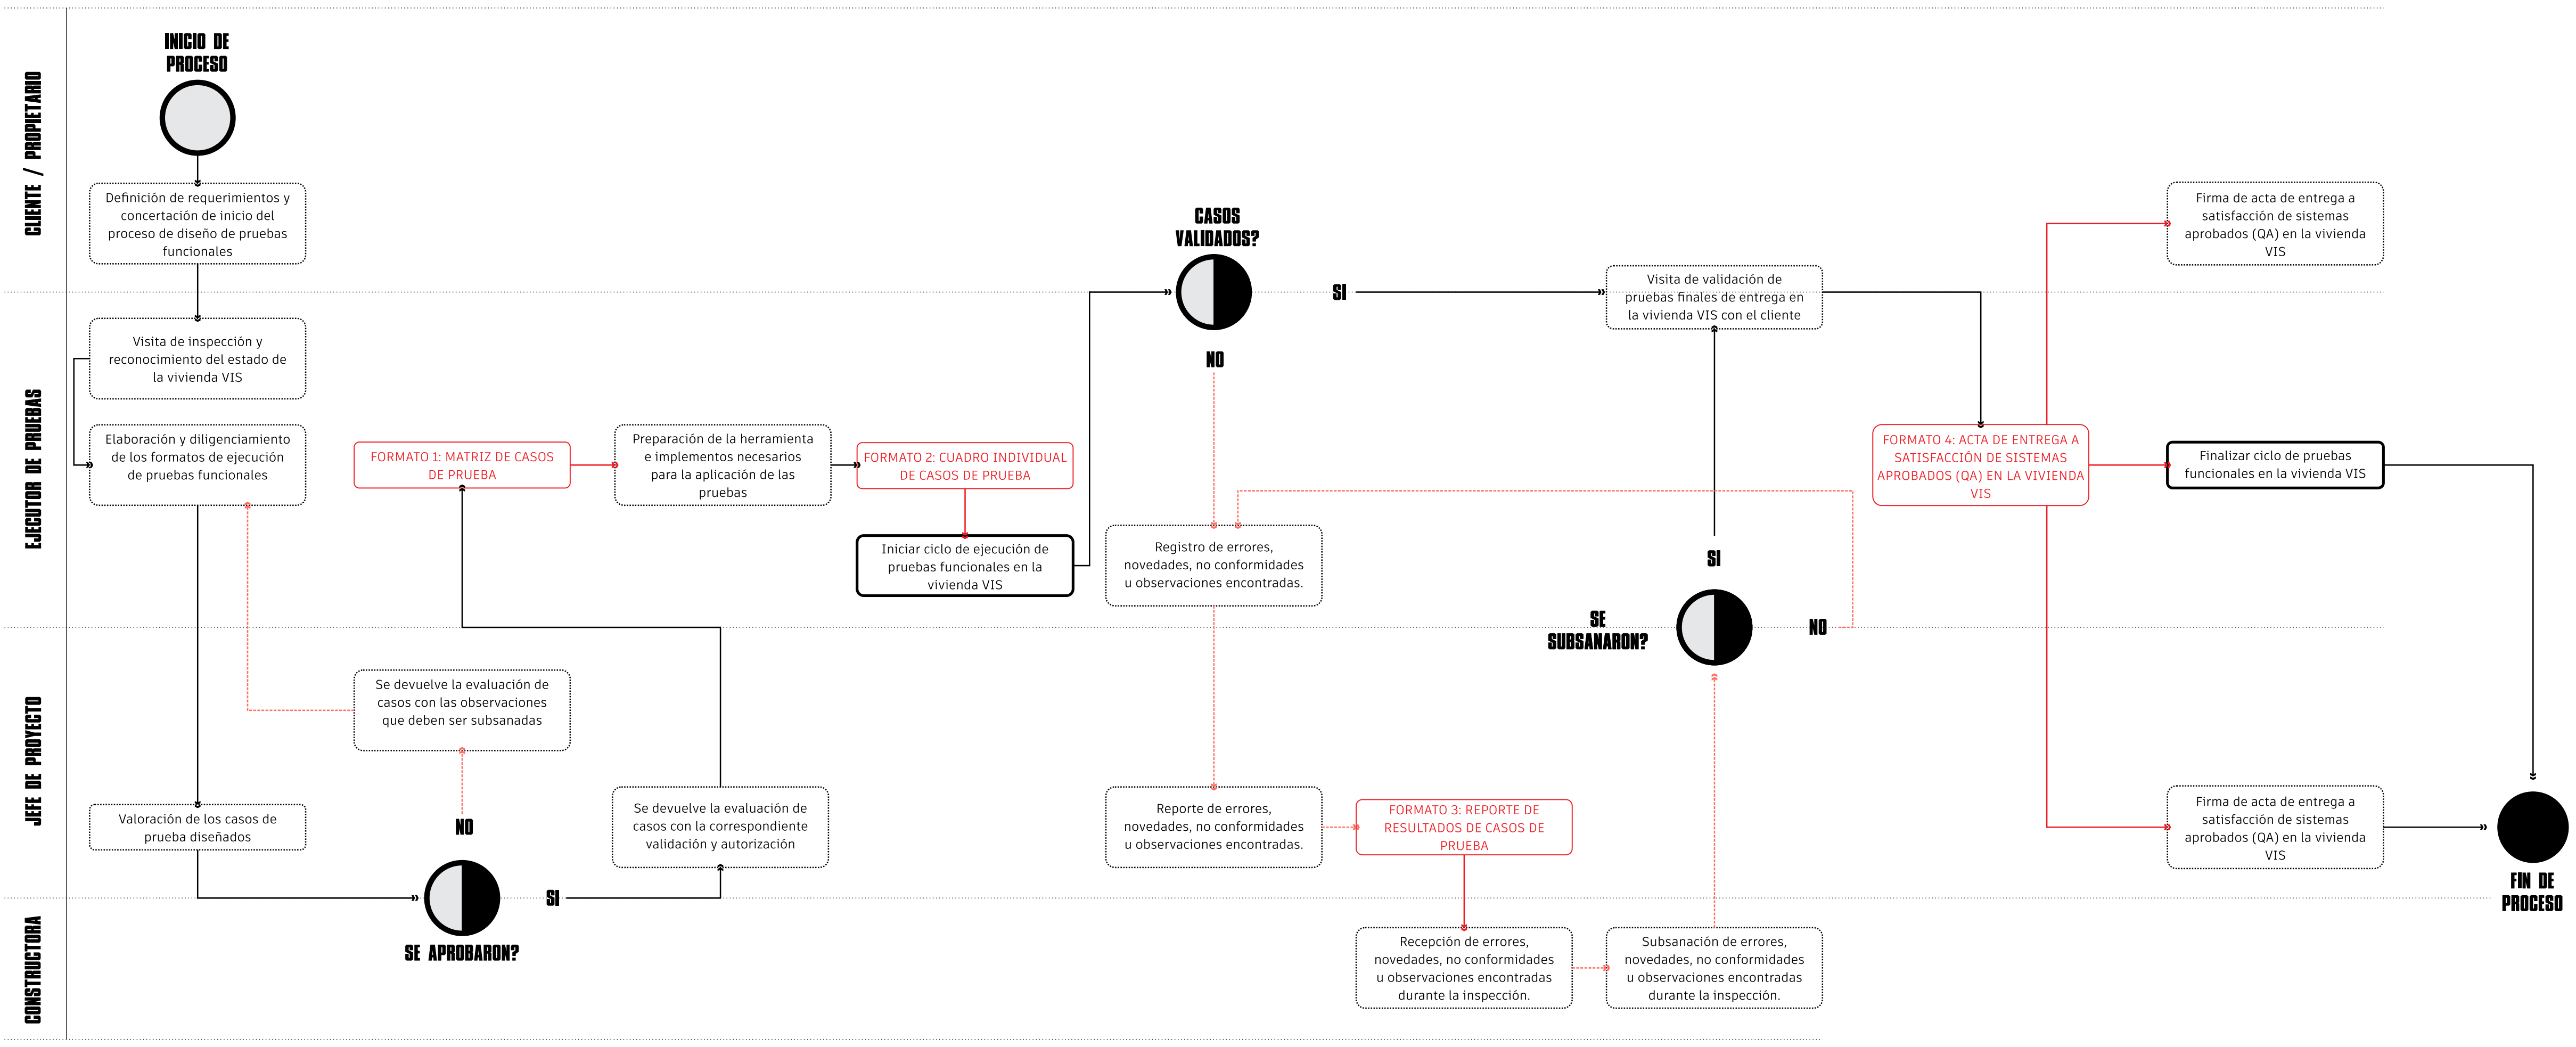 CLIENTE / PROPIETARIO
INICIO DE
PROCESO
Definición de requerimientos y
concertación de inicio del
proceso de diseño de pruebas
funcionales
CASOS
VALIDADOS?
SI
NO
Visita de validación de
pruebas finales de entrega en
la vivienda VIS con el cliente
Firma de acta de entrega a
satisfacción de sistemas
aprobados (QA) en la vivienda
VIS
EJECUTOR DE PRUEBAS
Visita de inspección y
reconocimiento del estado de
la vivienda VIS
Elaboración y diligenciamiento
de los formatos de ejecución
de pruebas funcionales
FORMATO 1: MATRIZ DE CASOS
DE PRUEBA
Preparación de la herramienta
e implementos necesarios
para la aplicación de las
pruebas
FORMATO 2: CUADRO INDIVIDUAL
DE CASOS DE PRUEBA
Iniciar ciclo de ejecución de
pruebas funcionales en la
vivienda VIS
Registro de errores,
novedades, no conformidades
u observaciones encontradas.
SI
SE
SUBSANARON?
NO
FORMATO 4: ACTA DE ENTREGA A
SATISFACCIÓN DE SISTEMAS
APROBADOS (QA) EN LA VIVIENDA
VIS
Finalizar ciclo de pruebas
funcionales en la vivienda VIS
JEFE DE PROYECTO
Se devuelve la evaluación de
casos con las observaciones
que deben ser subsanadas
Valoración de los casos de
prueba diseñados
NO
SI
SE APROBARON?
Se devuelve la evaluación de
casos con la correspondiente
validación y autorización
Reporte de errores,
novedades, no conformidades
u observaciones encontradas.
FORMATO 3: REPORTE DE
RESULTADOS DE CASOS DE
PRUEBA
Firma de acta de entrega a
satisfacción de sistemas
aprobados (QA) en la vivienda
VIS
FIN DE
PROCESO
CONSTRUCTORA
Recepción de errores,
novedades, no conformidades
u observaciones encontradas
durante la inspección.
Subsanación de errores,
novedades, no conformidades
u observaciones encontradas
durante la inspección.